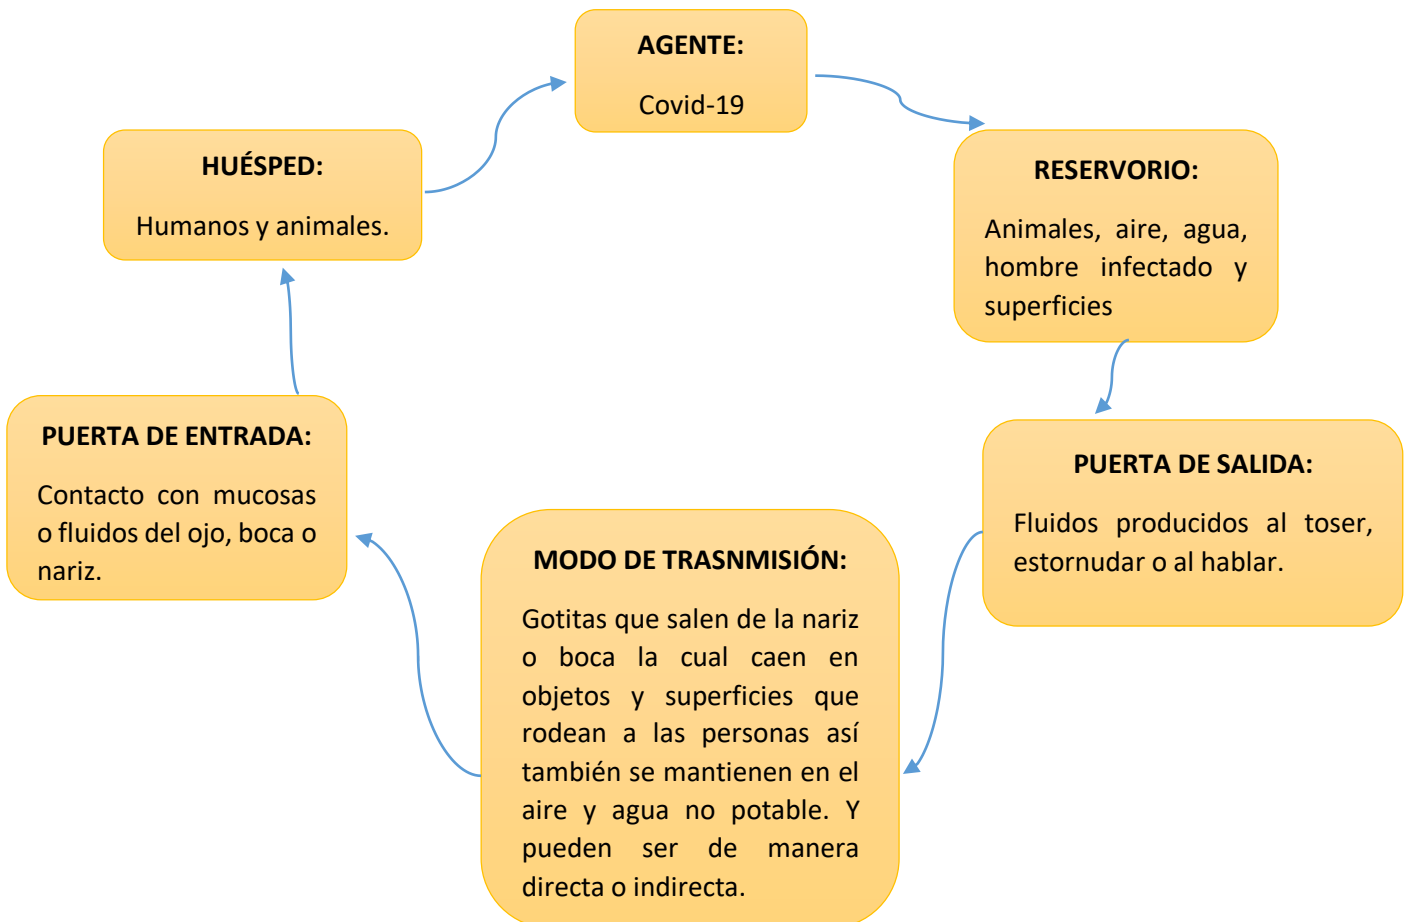 AGENTE:
Covid-19
RESERVORIO:
Animales, aire, agua,
hombre infectado y
superficies
PUERTA DE SALIDA:
Fluidos producidos al toser,
estornudar o al hablar.
MODO DE TRASNMISIÓN:
Gotitas que salen de la nariz
o boca la cual caen en
objetos y superficies que
rodean a las personas así
también se mantienen en el
aire y agua no potable. Y
pueden ser de manera
directa o indirecta.
PUERTA DE ENTRADA:
Contacto con mucosas
o fluidos del ojo, boca o
nariz.
HUÉSPED:
Humanos y animales.